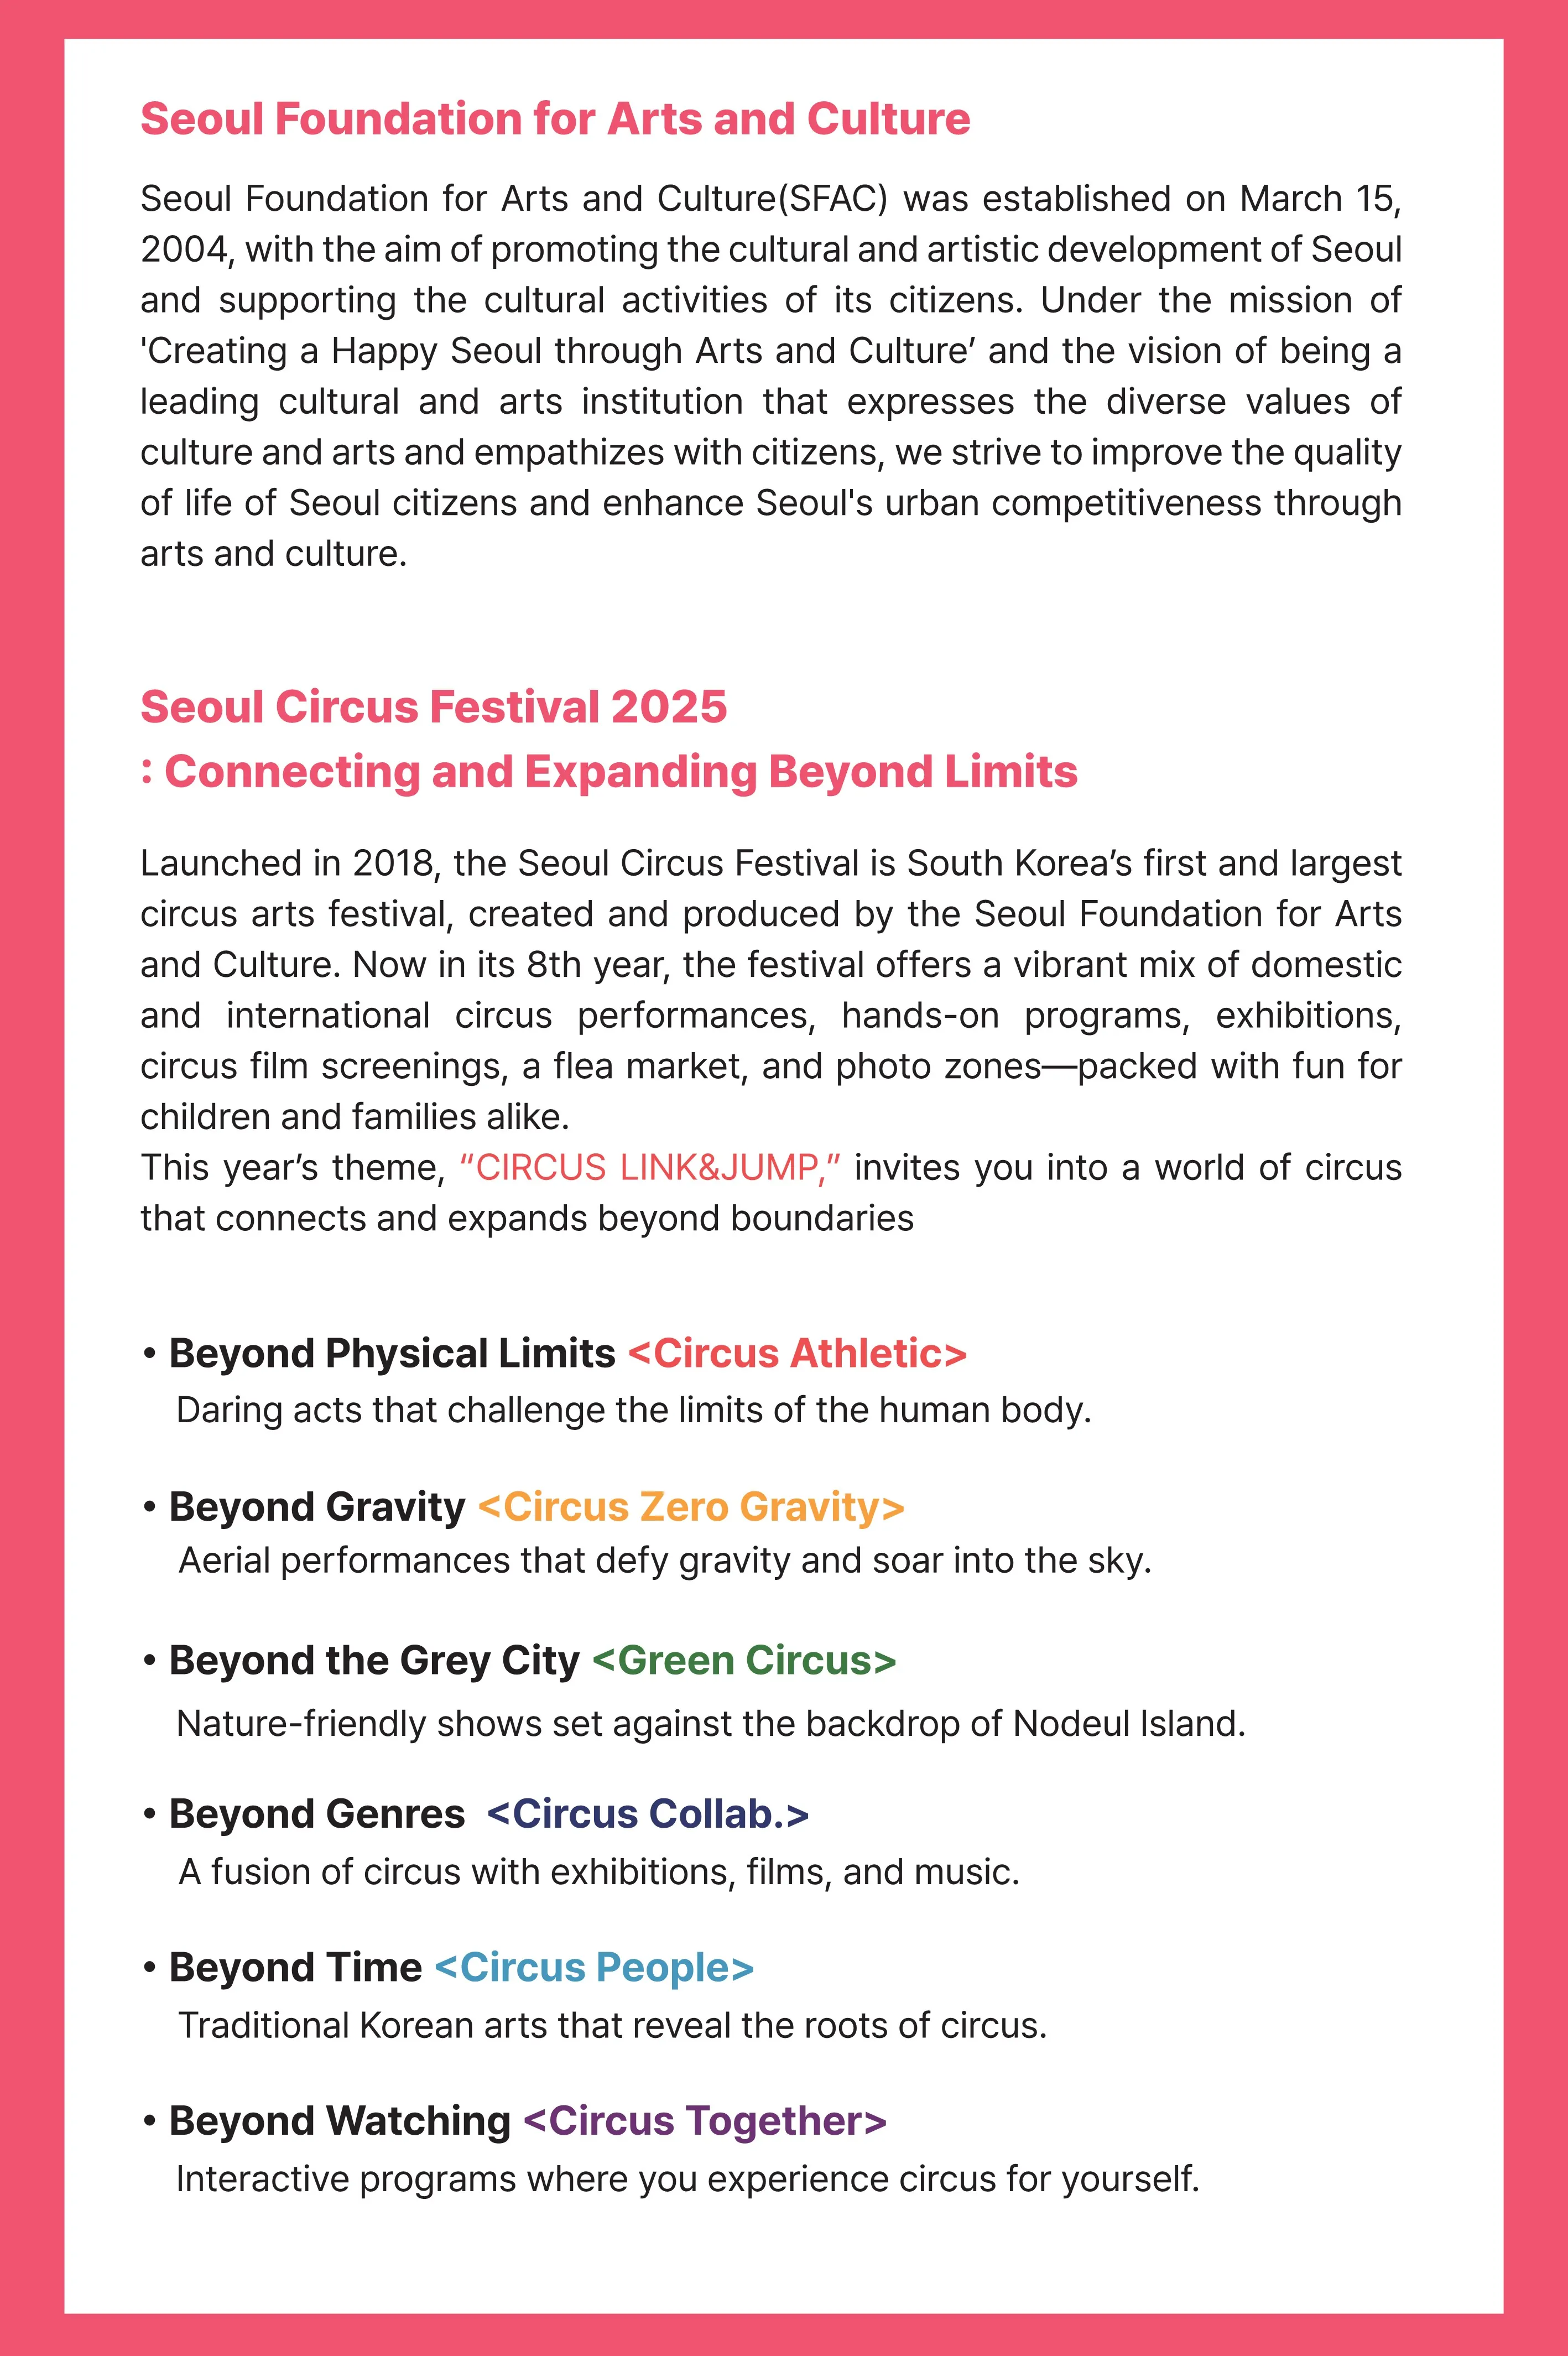 Seoul Foundation for Arts and Culture
Seoul Foundation for Arts and Culture(SFAC) was established on March 15,
2004, with the aim of promoting the cultural and artistic development of Seoul
and supporting the cultural activities of its citizens. Under the mission of
'Creating a Happy Seoul through Arts and Culture’ and the vision of being a
leading cultural and arts institution that expresses the diverse values of
culture and arts and empathizes with citizens, we strive to improve the quality
of life of Seoul citizens and enhance Seoul's urban competitiveness through
arts and culture.
Seoul Circus Festival 2025
: Connecting and Expanding Beyond Limits
Launched in 2018, the Seoul Circus Festival is South Korea’s first and largest
circus arts festival, created and produced by the Seoul Foundation for Arts
and Culture. Now in its 8th year, the festival offers a vibrant mix of domestic
and international circus performances, hands-on programs, exhibitions,
circus film screenings, a flea market, and photo zones—packed with fun for
children and families alike.
This year’s theme, “CIRCUS LINK&JUMP,” invites you into a world of circus
that connects and expands beyond boundaries
• Beyond Physical Limits <Circus Athletic>
Daring acts that challenge the limits of the human body.
• Beyond Gravity <Circus Zero Gravity>
Aerial performances that defy gravity and soar into the sky.
• Beyond the Grey City <Green Circus>
Nature-friendly shows set against the backdrop of Nodeul Island.
• Beyond Genres <Circus Collab.>
A fusion of circus with exhibitions, films, and music.
• Beyond Time <Circus People>
Traditional Korean arts that reveal the roots of circus.
• Beyond Watching <Circus Together>
Interactive programs where you experience circus for yourself.